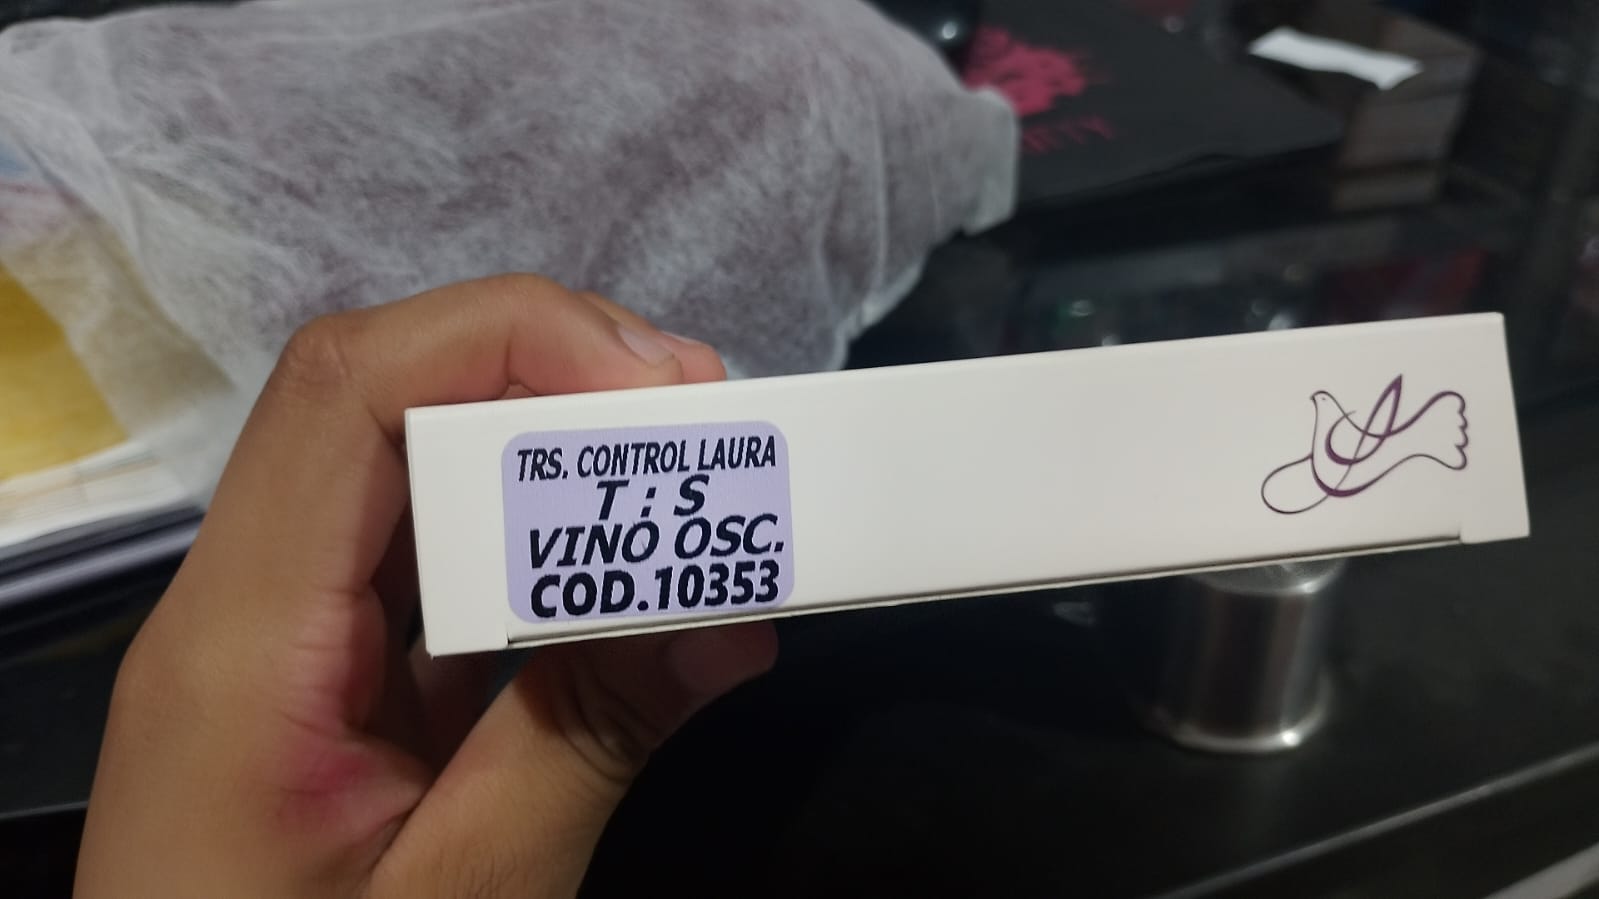 TRS. CONTROL LAURA
T : S
VINO OSC.
COD.10353